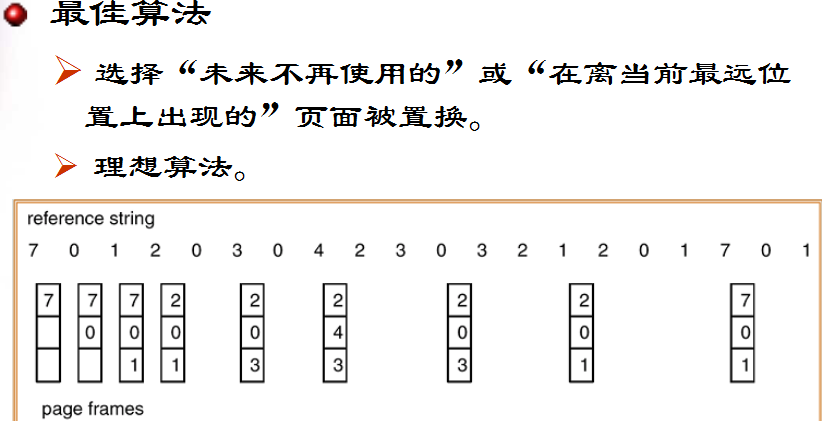 最佳算法
选择“未来不再使用的”或“在离当前最远位
置上出现的”页面被置换。
理想算法。
reference string
7 0 1 2 0 3 0 4 2 3 0 3 2 1 2 0 1 7 0 1
7 7 7 2 2 2 2 2 7
0 0 0 0 4 0 0 0
1 1 3 3 3 1 1
page frames